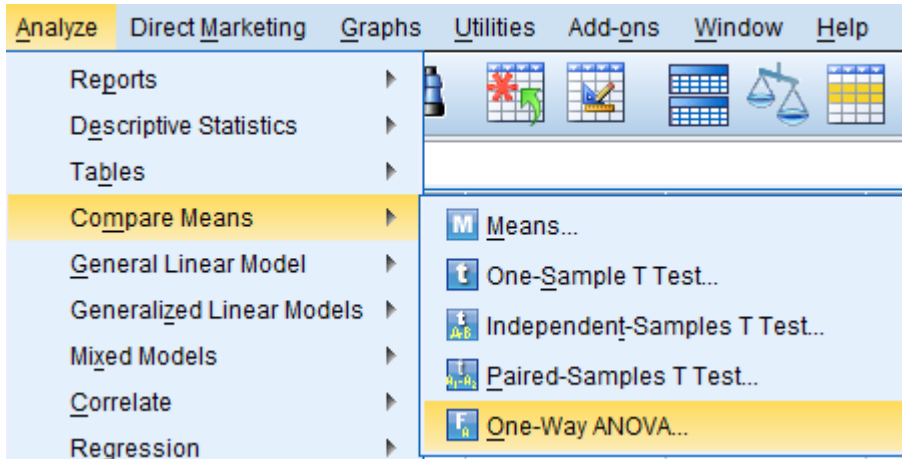 Analyze Direct Marketing Graphs Utilities Add-ons Window Help
Reports
Descriptive Statistics
Tables
Compare Means
General Linear Model
Generalized Linear Models
Mixed Models
Correlate
Regression
M Means...
t One-Sample T Test...
t A-B Independent-Samples T Test...
t A₁-A₂ Paired-Samples T Test...
F A One-Way ANOVA...